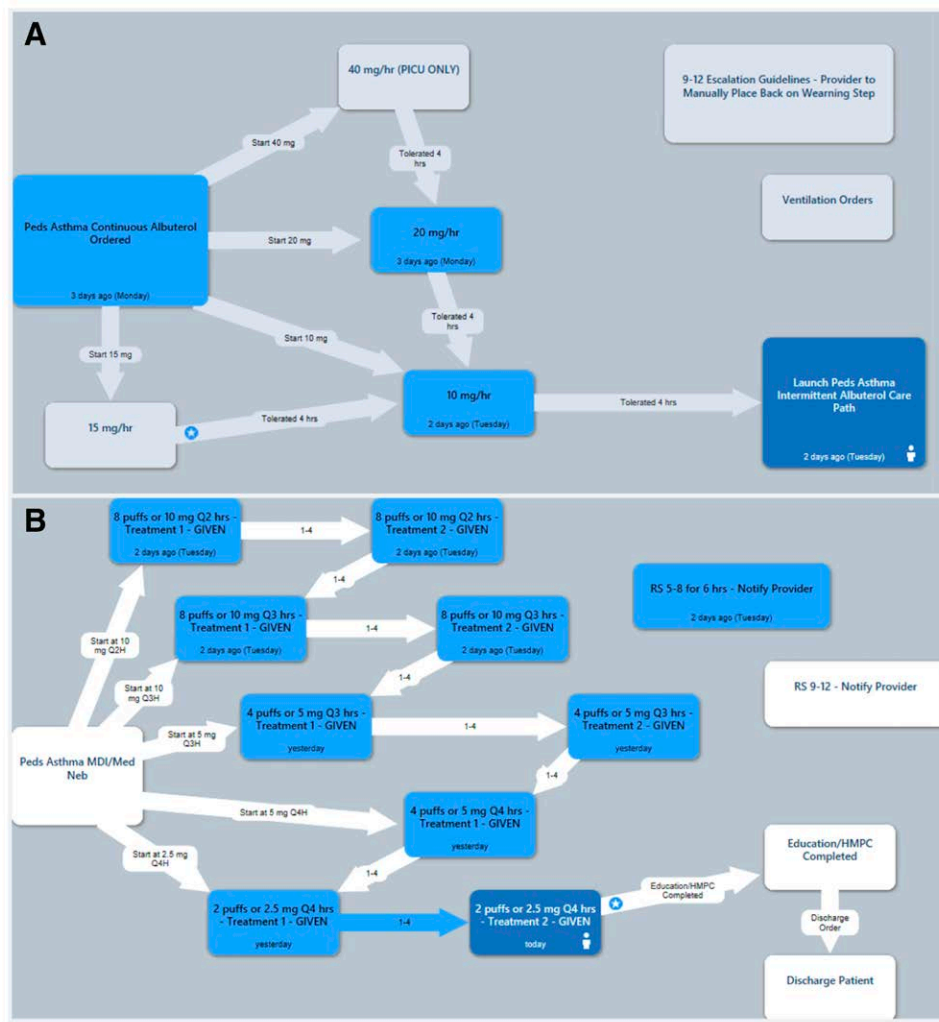 A
40 mg/hr (PICU ONLY)
9-12 Escalation Guidelines - Provider to
Manually Place Back on Wearning Step
Start 40 mg
Tolerated 4
hrs
Peds Asthma Continuous Albuterol
Ordered
3 days ago (Monday)
Start 20 mg
20 mg/hr
3 days ago (Monday)
Ventilation Orders
Tolerated 4
hrs
Start 15 mg
Start 10 mg
15 mg/hr
Tolerated 4 hrs
10 mg/hr
2 days ago (Tuesday)
Tolerated 4 hrs
Launch Peds Asthma
Intermittent Albuterol Care
Path
2 days ago (Tuesday)
B
8 puffs or 10 mg Q2 hrs -
Treatment 1 - GIVEN
2 days ago (Tuesday)
1-4
8 puffs or 10 mg Q2 hrs -
Treatment 2 - GIVEN
2 days ago (Tuesday)
1-4
RS 5-8 for 6 hrs - Notify Provider
2 days ago (Tuesday)
Start at 10
mg Q2H
8 puffs or 10 mg Q3 hrs -
Treatment 1 - GIVEN
2 days ago (Tuesday)
1-4
8 puffs or 10 mg Q3 hrs -
Treatment 2 - GIVEN
2 days ago (Tuesday)
1-4
Start at 10
mg Q3H
RS 9-12 - Notify Provider
Start at 5 mg
Q3H
4 puffs or 5 mg Q3 hrs -
Treatment 1 - GIVEN
yesterday
1-4
4 puffs or 5 mg Q3 hrs -
Treatment 2 - GIVEN
yesterday
1-4
Peds Asthma MDI/Med
Neb
Start at 5 mg Q4H
4 puffs or 5 mg Q4 hrs -
Treatment 1 - GIVEN
yesterday
1-4
Start at 2.5 mg
Q4H
2 puffs or 2.5 mg Q4 hrs
- Treatment 1 - GIVEN
yesterday
1-4
2 puffs or 2.5 mg Q4 hrs
- Treatment 2 - GIVEN
today
Education/HMPC
Completed
Education/HMPC
Completed
Discharge
Order
Discharge Patient